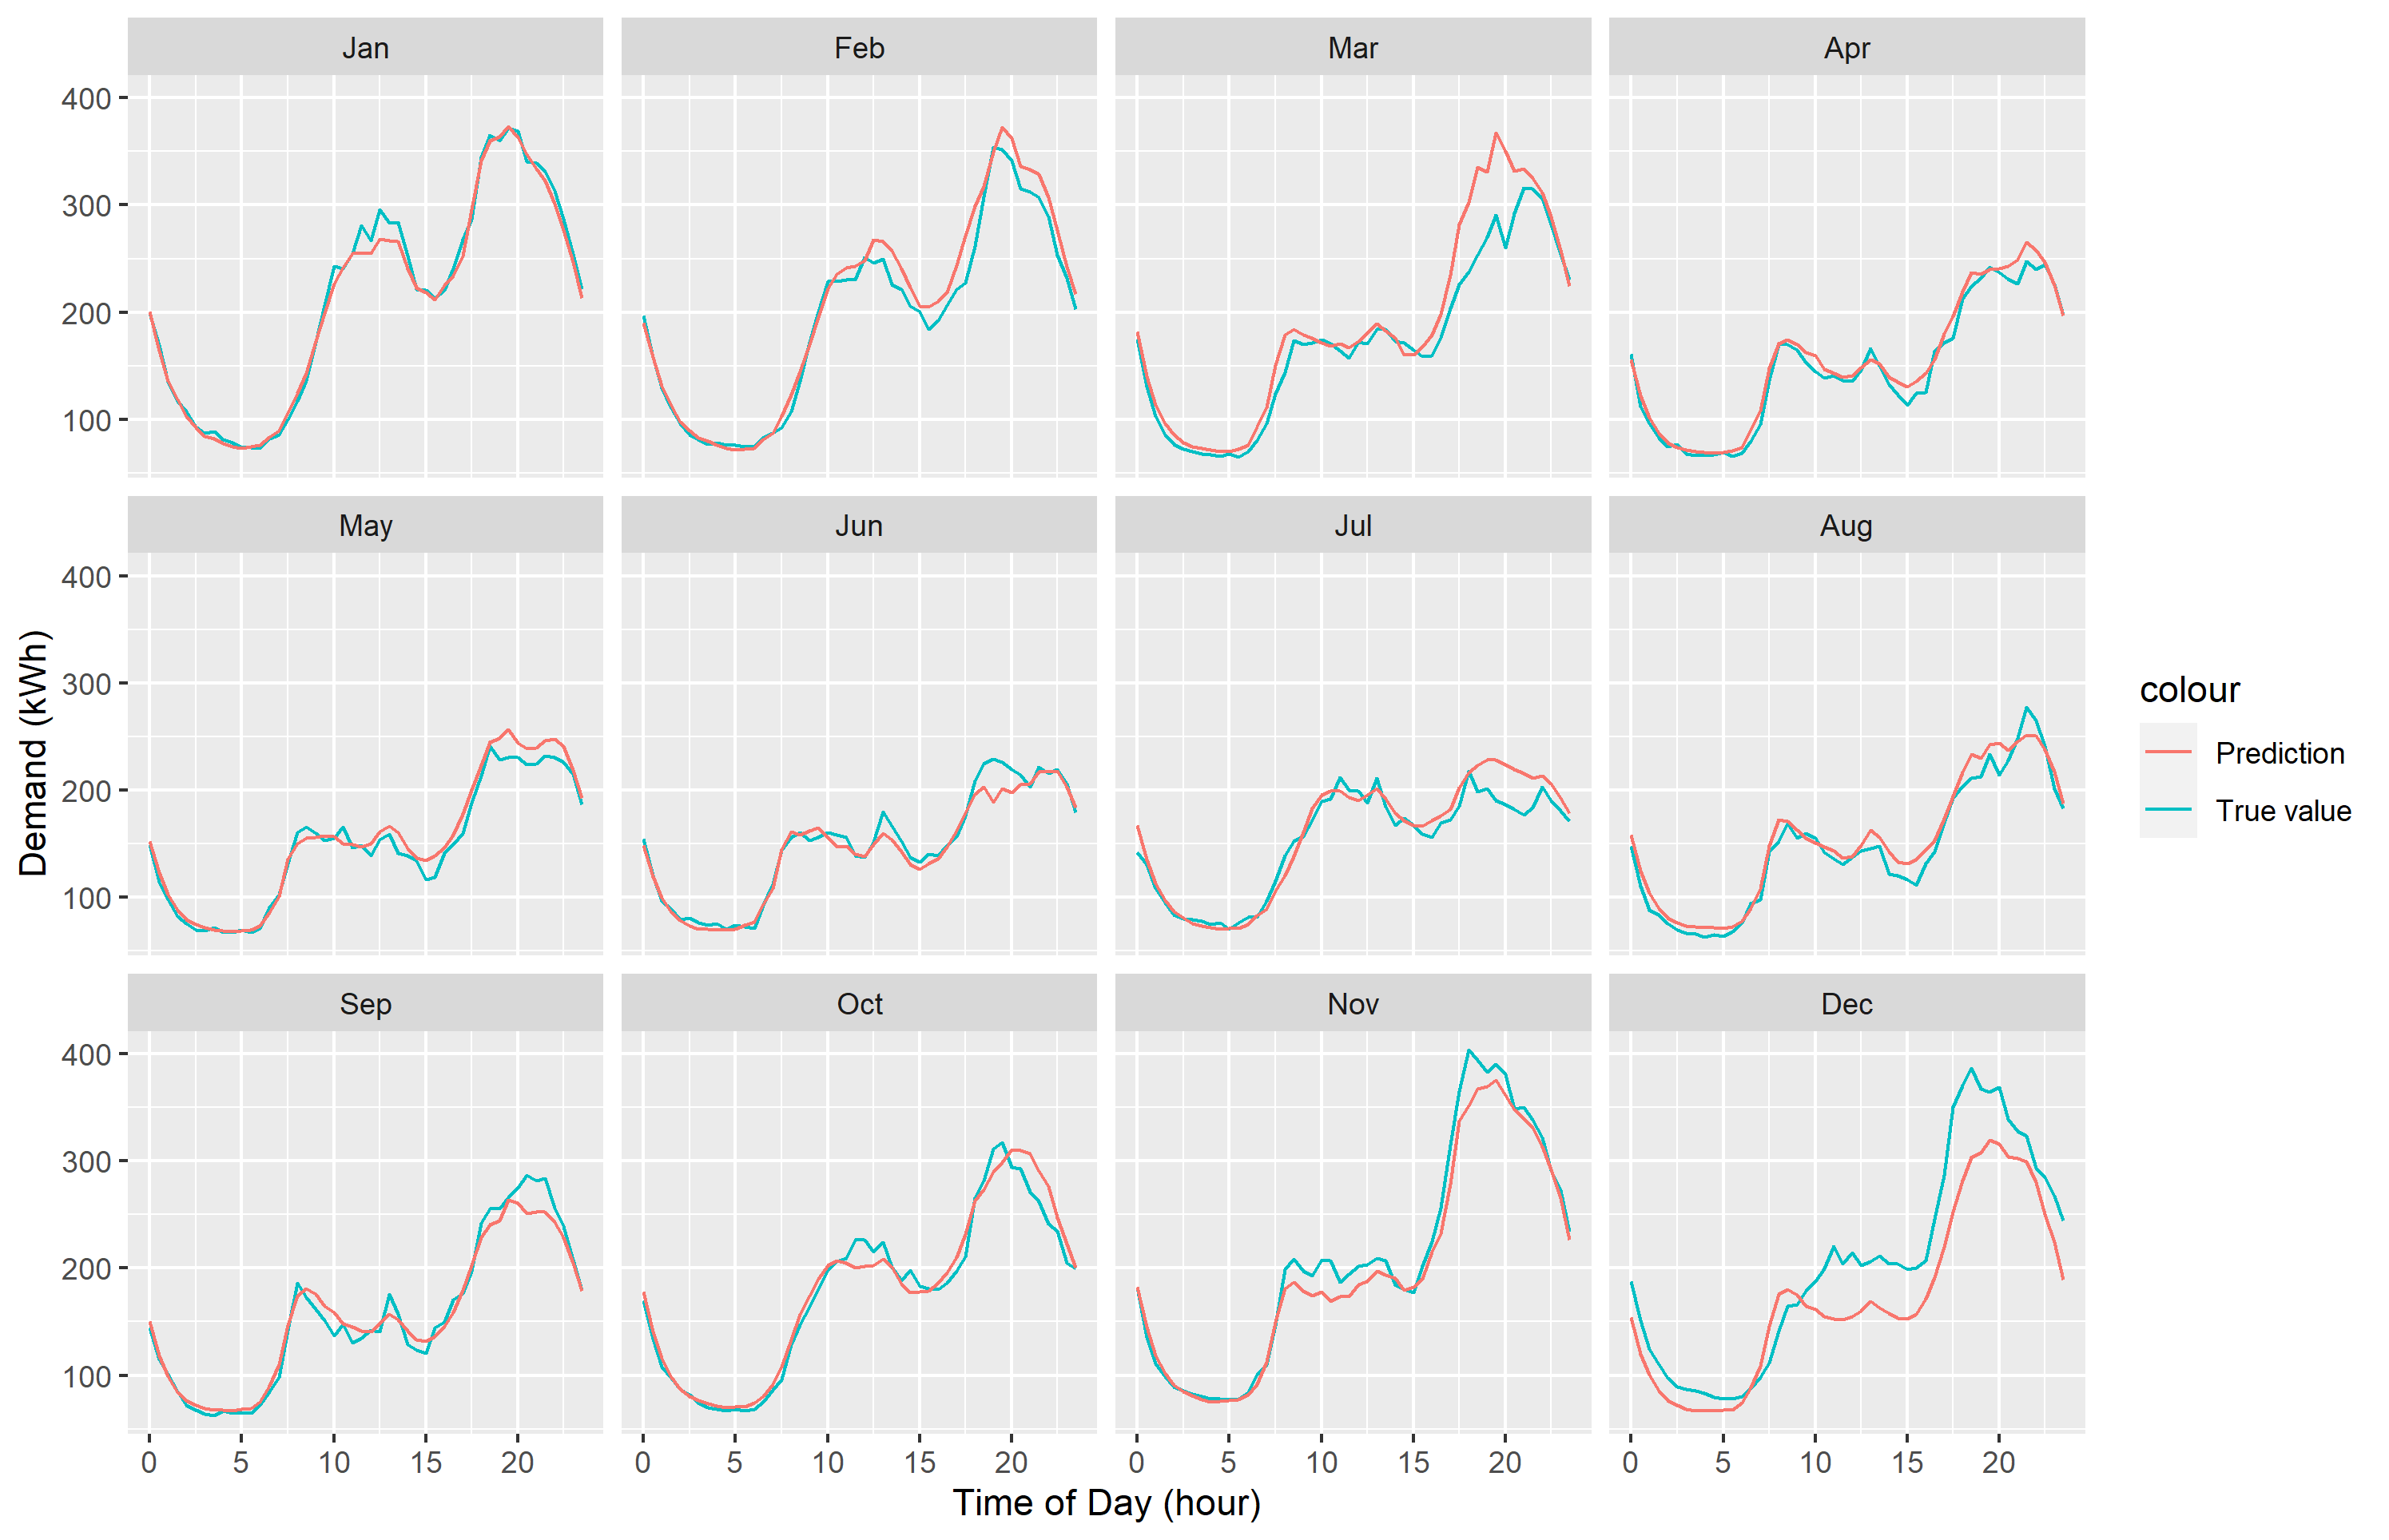 Jan Feb Mar Apr
400
300
200
100
May Jun Jul Aug
400
300
200
100
Sep Oct Nov Dec
400
300
200
100
0 5 10 15 20 0 5 10 15 20 0 5 10 15 20 0 5 10 15 20
Time of Day (hour)
Demand (kWh)
colour
Prediction
True value